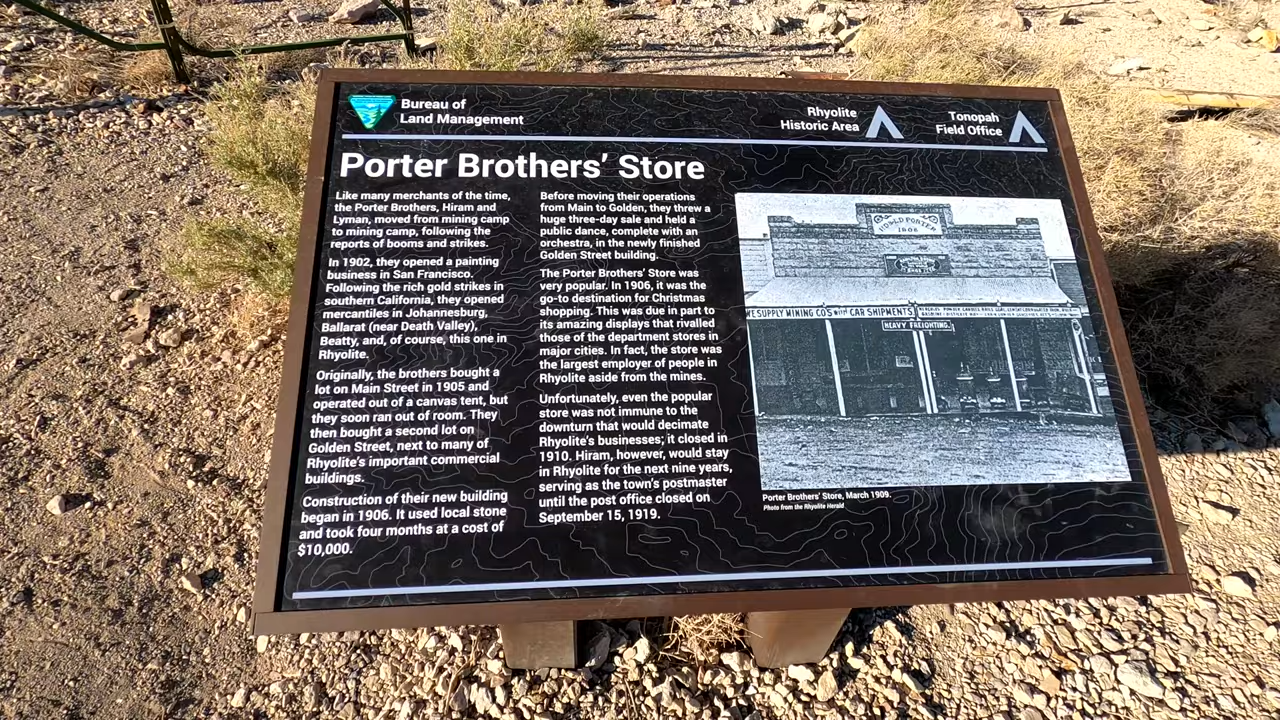 Bureau of
Land Management
Rhyolite
Historic Area
Tonopah
Field Office
Porter Brothers' Store
Like many merchants of the time,
the Porter Brothers, Hiram and
Lyman, moved from mining camp
to mining camp, following the
reports of booms and strikes.
In 1902, they opened a painting
business in San Francisco.
Following the rich gold strikes in
southern California, they opened
mercantiles in Johannesburg,
Ballarat (near Death Valley),
Beatty, and, of course, this one in
Rhyolite.
Originally, the brothers bought a
lot on Main Street in 1905 and
operated out of a canvas tent, but
they soon ran out of room. They
then bought a second lot on
Golden Street, next to many of
Rhyolite's important commercial
buildings.
Construction of their new building
began in 1906. It used local stone
and took four months at a cost of
$10,000.
Before moving their operations
from Main to Golden, they threw a
huge three-day sale and held a
public dance, complete with an
orchestra, in the newly finished
Golden Street building.
The Porter Brothers' Store was
very popular. In 1906, it was the
go-to destination for Christmas
shopping. This was due in part to
its amazing displays that rivalled
those of the department stores in
major cities. In fact, the store was
the largest employer of people in
Rhyolite aside from the mines.
Unfortunately, even the popular
store was not immune to the
downturn that would decimate
Rhyolite's businesses; it closed in
1910. Hiram, however, would stay
in Rhyolite for the next nine years,
serving as the town's postmaster
until the post office closed on
September 15, 1919.
PORTER
1906
WE SUPPLY MINING CO'S WITH CAR SHIPMENTS
HEAVY FREIGHTING.
Porter Brothers' Store, March 1909.
Photo from the Rhyolite Herald